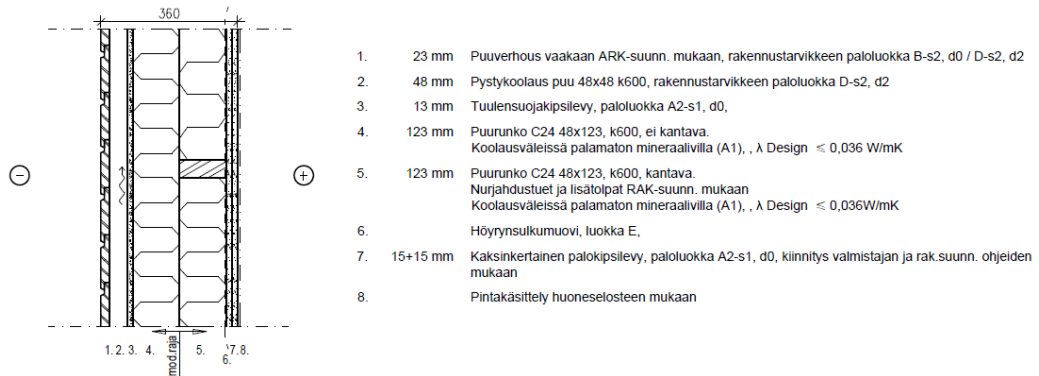 360
1. 23 mm Puuverhous vaakaan ARK-suunn. mukaan, rakennustarvikkeen paloluokka B-s2, d0 / D-s2, d2
2. 48 mm Pystykoolaus puu 48x48 k600, rakennustarvikkeen paloluokka D-s2, d2
3. 13 mm Tuulensuojakipsilevy, paloluokka A2-s1, d0,
4. 123 mm Puurunko C24 48x123, k600, ei kantava.
Koolausväleissä palamaton mineraalivilla (A1), , λ Design ≤ 0,036 W/mK
5. 123 mm Puurunko C24 48x123, k600, kantava.
Nurjahdustuet ja lisätolpat RAK-suunn. mukaan
Koolausväleissä palamaton mineraalivilla (A1), , λ Design ≤ 0,036W/mK
6. Höyrynsulkumuovi, luokka E,
7. 15+15 mm Kaksinkertainen palokipsilevy, paloluokka A2-s1, d0, kiinnitys valmistajan ja rak.suunn. ohjeiden
mukaan
8. Pintakäsittely huoneselosteen mukaan
1. 2. 3. 4. 5. 7. 8.
6.
mod.raja